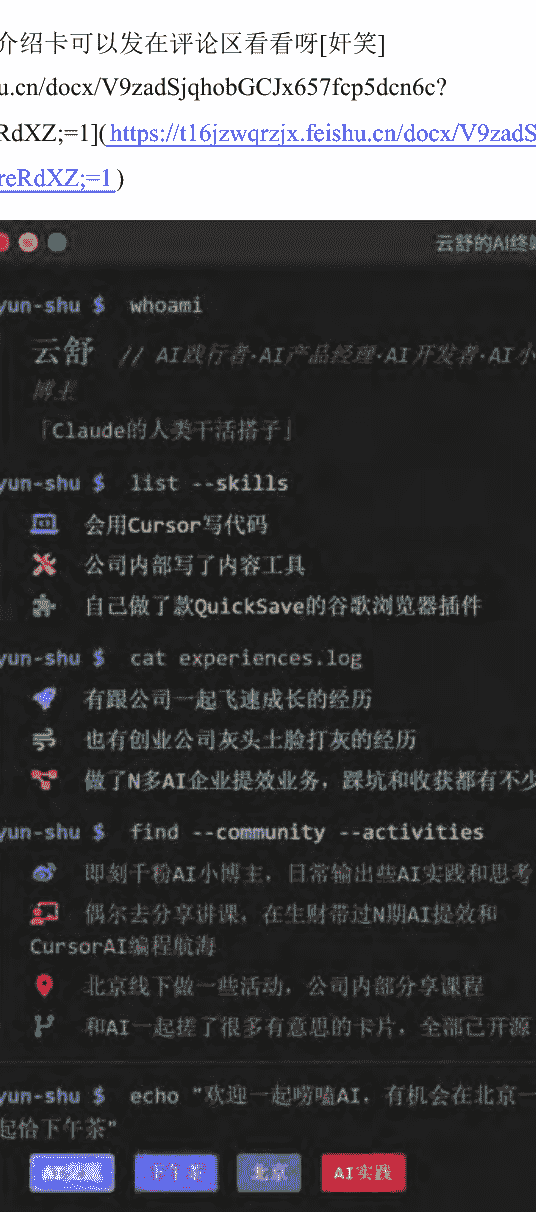 介绍卡可以发在评论区看看呀[奸笑]
u.cn/docx/V9zadSjqhobGCJx657fcp5dcn6c?
RdXZ;=1](https://t16jzwqrzjx.feishu.cn/docx/V9zadS
reRdXZ;=1)
云舒的AI终端
yun-shu $ whoami
云舒 // AI践行者·AI产品经理·AI开发者·AI小
博主
「Claude的人类干活搭子」
yun-shu $ list --skills
会用Cursor写代码
公司内部写了内容工具
自己做了款QuickSave的谷歌浏览器插件
yun-shu $ cat experiences.log
有跟公司一起飞速成长的经历
也有创业公司灰头土脸打灰的经历
做了N多AI企业提效业务，踩坑和收获都有不少
yun-shu $ find --community --activities
即刻千粉AI小博主，日常输出些AI实践和思考
偶尔去分享讲课，在生财带过N期AI提效和
CursorAI编程航海
北京线下做一些活动，公司内部分享课程
和AI一起搓了很多有意思的卡片，全部已开源
yun-shu $ echo "欢迎一起唠嗑AI，有机会在北京一
起恰下午茶"
下午茶 北京 AI实践